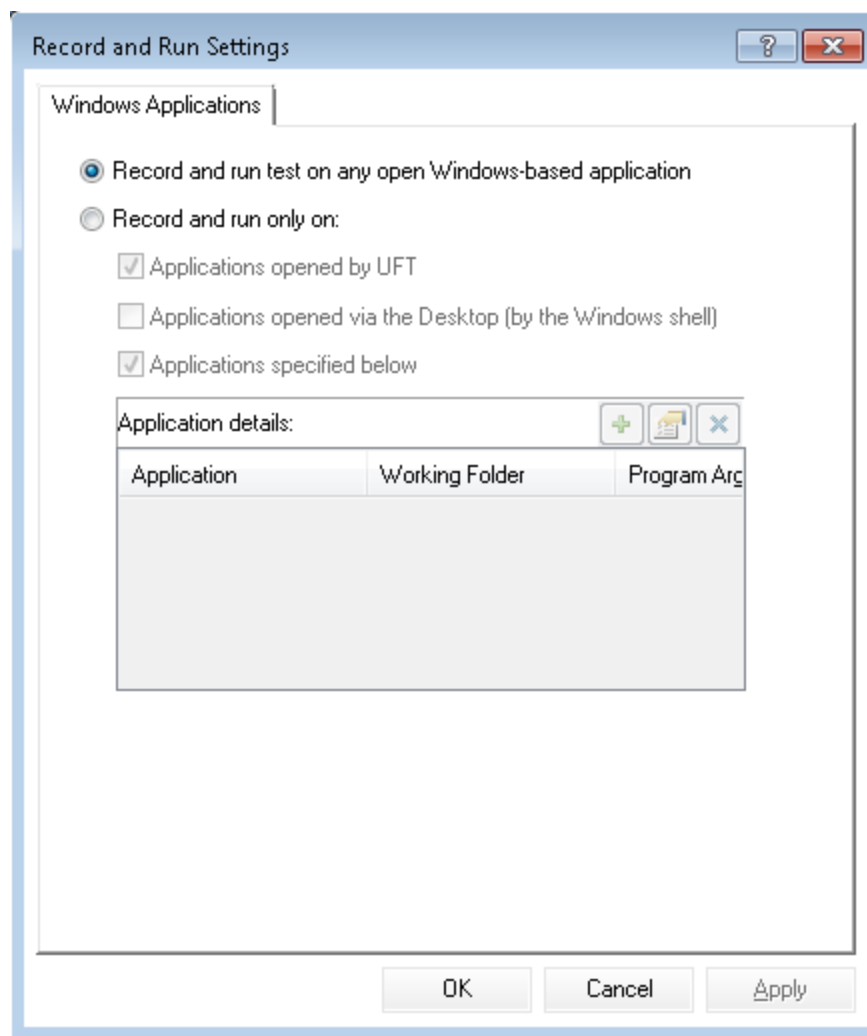 Record and Run Settings
Windows Applications
Record and run test on any open Windows-based application
Record and run only on:
Applications opened by UFT
Applications opened via the Desktop (by the Windows shell)
Applications specified below
Application details:
Application Working Folder Program Arg
OK Cancel Apply